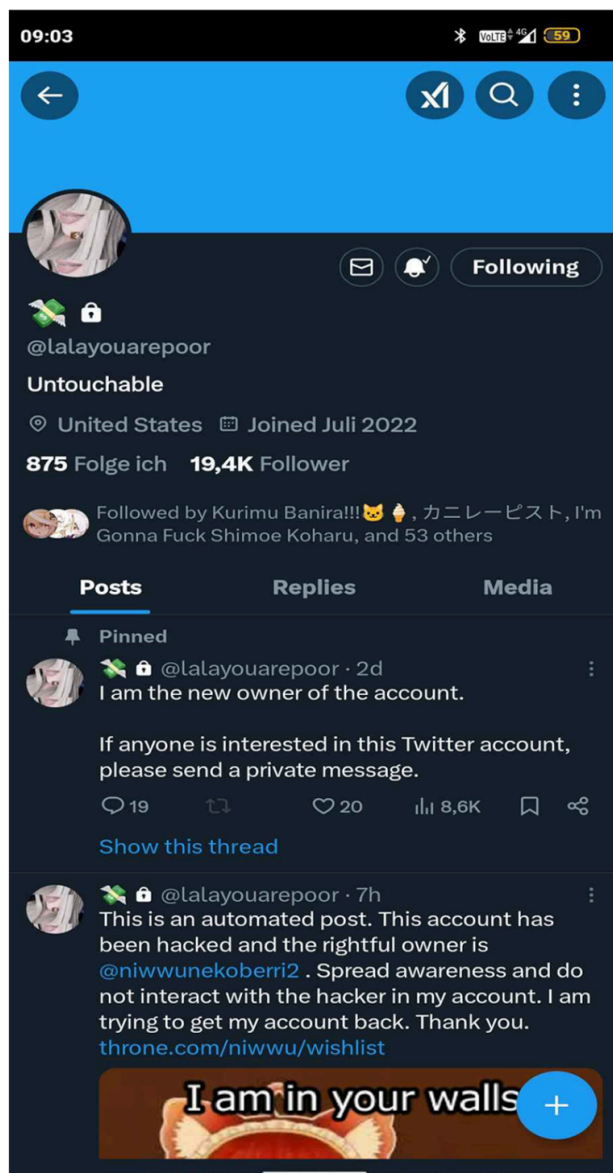 09:03
VoLTE 4G 59
Following
@lalayouarepoor
Untouchable
United States Joined Juli 2022
875 Folge ich 19,4K Follower
Followed by Kurimu Banira!!!🐱🍦, カニレーピスト, I'm
Gonna Fuck Shimoe Koharu, and 53 others
Posts Replies Media
Pinned
@lalayouarepoor · 2d
I am the new owner of the account.
If anyone is interested in this Twitter account,
please send a private message.
19 20 8,6K
Show this thread
@lalayouarepoor · 7h
This is an automated post. This account has
been hacked and the rightful owner is
@niwwunekoberri2 . Spread awareness and do
not interact with the hacker in my account. I am
trying to get my account back. Thank you.
throne.com/niwwu/wishlist
I am in your walls